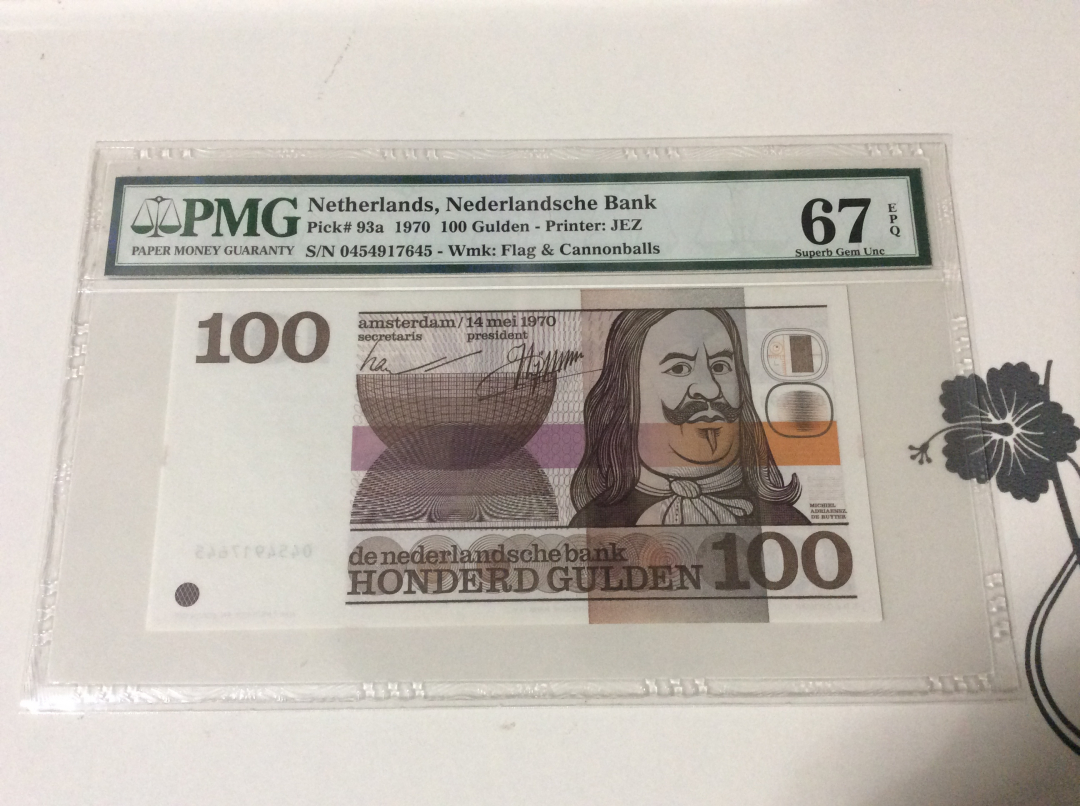 PMG
PAPER MONEY GUARANTY
Netherlands, Nederlandsche Bank
Pick# 93a 1970 100 Gulden - Printer: JEZ
S/N 0454917645 - Wmk: Flag & Cannonballs
67
EPQ
Superb Gem Unc
100
amsterdam/14 mei 1970
secretaris president
MICHIEL
ADRIAENSZ.
DE RUYTER
0454917645
de nederlandsche bank
HONDERD GULDEN 100